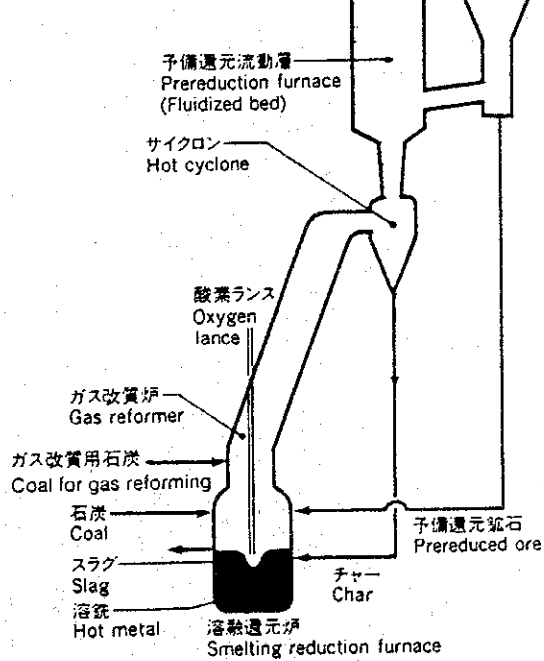 予備還元流動層
Prereduction furnace
(Fluidized bed)
サイクロン
Hot cyclone
酸素ランス
Oxygen
lance
ガス改質炉
Gas reformer
ガス改質用石炭
Coal for gas reforming
石炭
Coal
スラグ
Slag
溶銑
Hot metal
溶融還元炉
Smelting reduction furnace
チャー
Char
予備還元鉱石
Prereduced ore